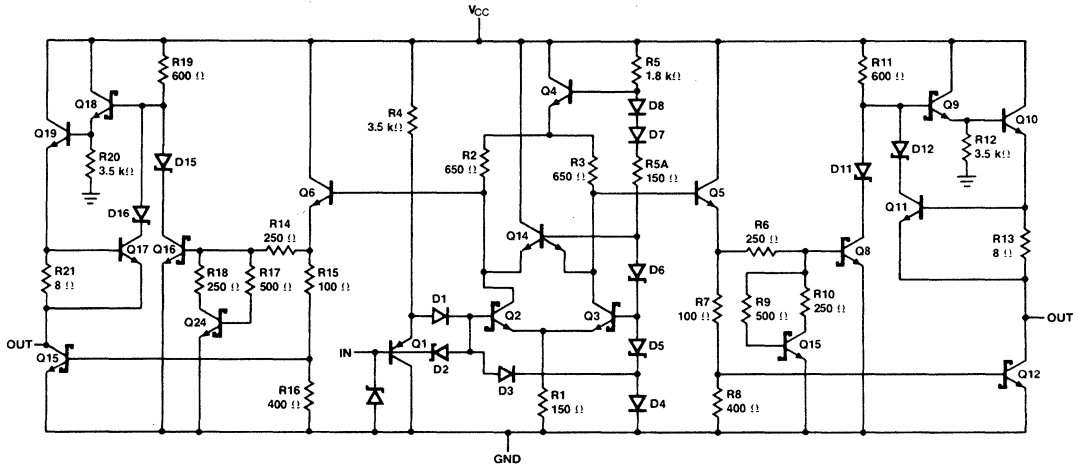 VCC
R19
600 Ω
R5
1.8 kΩ
R11
600 Ω
Q18
Q4
Q9
D8
Q19
R4
3.5 kΩ
D7
Q10
R20
3.5 kΩ
D15
R2
650 Ω
R3
650 Ω
R5A
150 Ω
D11
D12
R12
3.5 kΩ
Q6
Q5
D16
Q11
Q17
Q16
R14
250 Ω
Q14
R6
250 Ω
Q8
R13
8 Ω
R21
8 Ω
R18
250 Ω
R17
500 Ω
R15
100 Ω
D6
R7
100 Ω
R9
500 Ω
R10
250 Ω
D1
Q24
Q2
Q3
OUT
OUT
Q15
IN
Q1
D2
D5
Q15
Q12
D3
R16
400 Ω
R1
150 Ω
D4
R8
400 Ω
GND